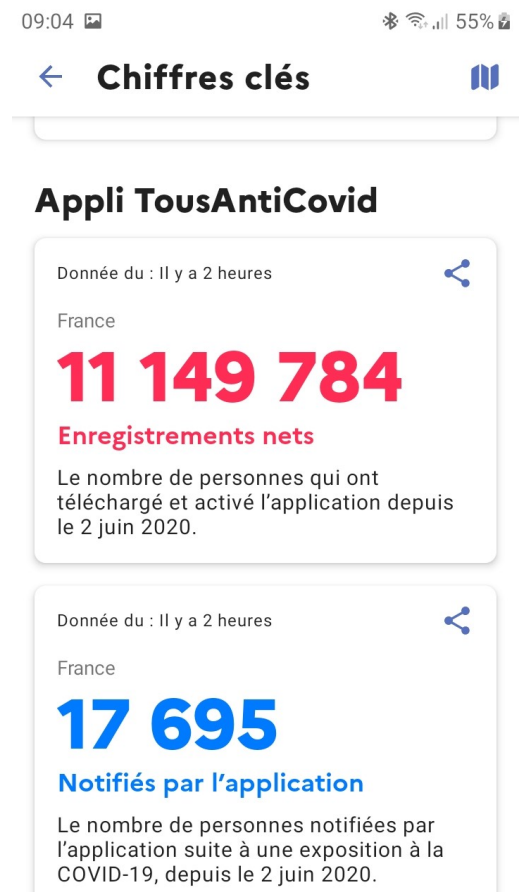 09:04 55%
Chiffres clés
Appli TousAntiCovid
Donnée du : Il y a 2 heures
France
11 149 784
Enregistrements nets
Le nombre de personnes qui ont
téléchargé et activé l’application depuis
le 2 juin 2020.
Donnée du : Il y a 2 heures
France
17 695
Notifiés par l’application
Le nombre de personnes notifiées par
l’application suite à une exposition à la
COVID-19, depuis le 2 juin 2020.